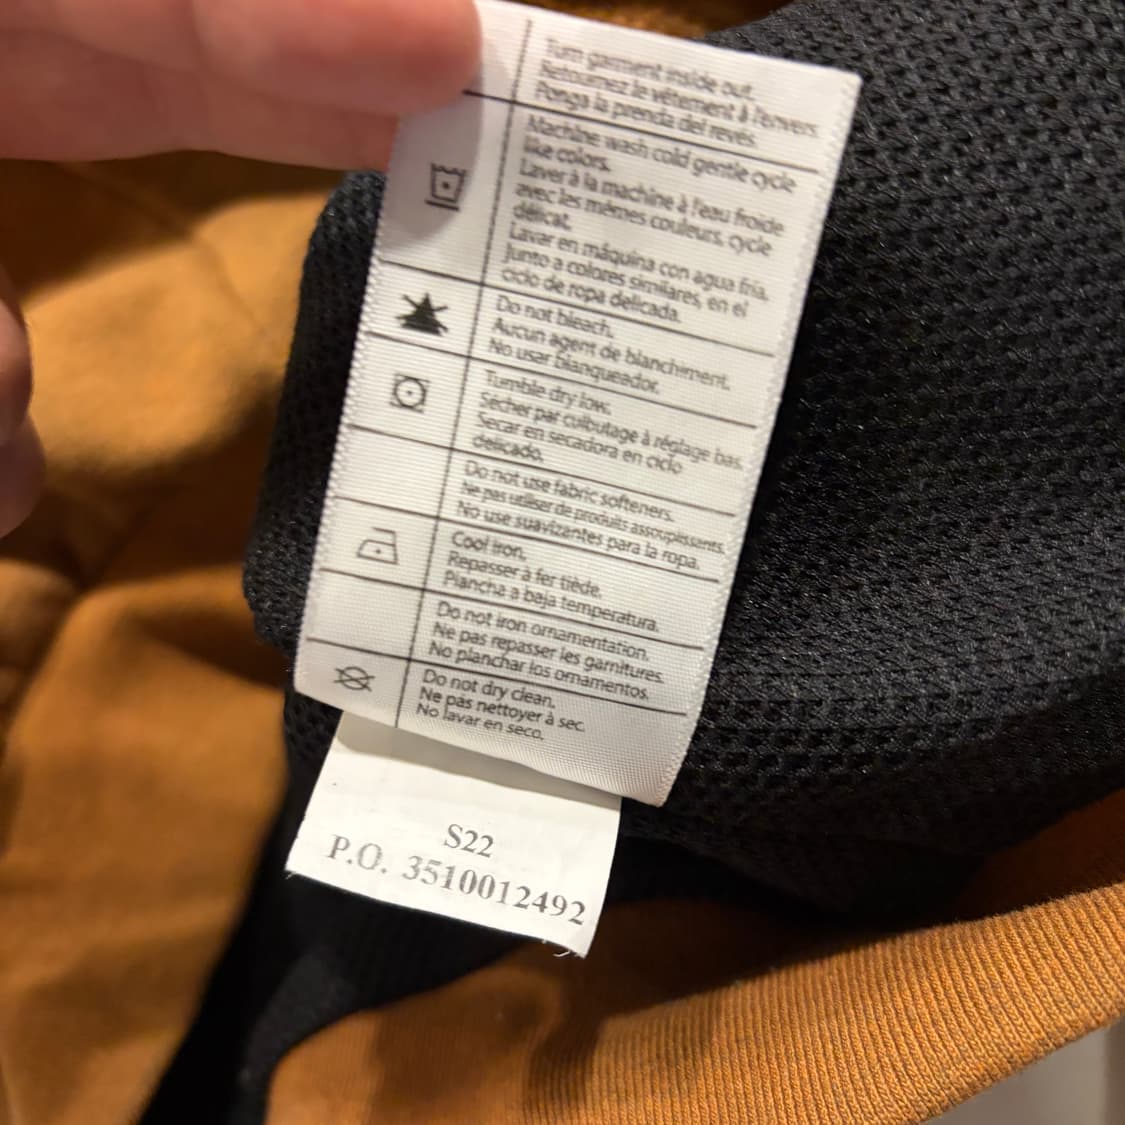 Turn garment inside out.
Retournez le vêtement à l'envers.
Ponga la prenda del revés.
Machine wash cold gentle cycle
like colors.
Laver à la machine à l'eau froide
avec les mêmes couleurs, cycle
délicat.
Lavar en máquina con agua fría,
junto a colores similares, en el
ciclo de ropa delicada.
Do not bleach.
Aucun agent de blanchiment.
No usar blanqueador.
Tumble dry low.
Sécher par culbutage à réglage bas.
Secar en secadora en ciclo
delicado.
Do not use fabric softeners.
Ne pas utiliser de produits assouplissants.
No use suavizantes para la ropa.
Cool iron.
Repasser à fer tiède.
Plancha a baja temperatura.
Do not iron ornamentation.
Ne pas repasser les garnitures.
No planchar los ornamentos.
Do not dry clean.
Ne pas nettoyer à sec.
No lavar en seco.
S22
P.O. 3510012492